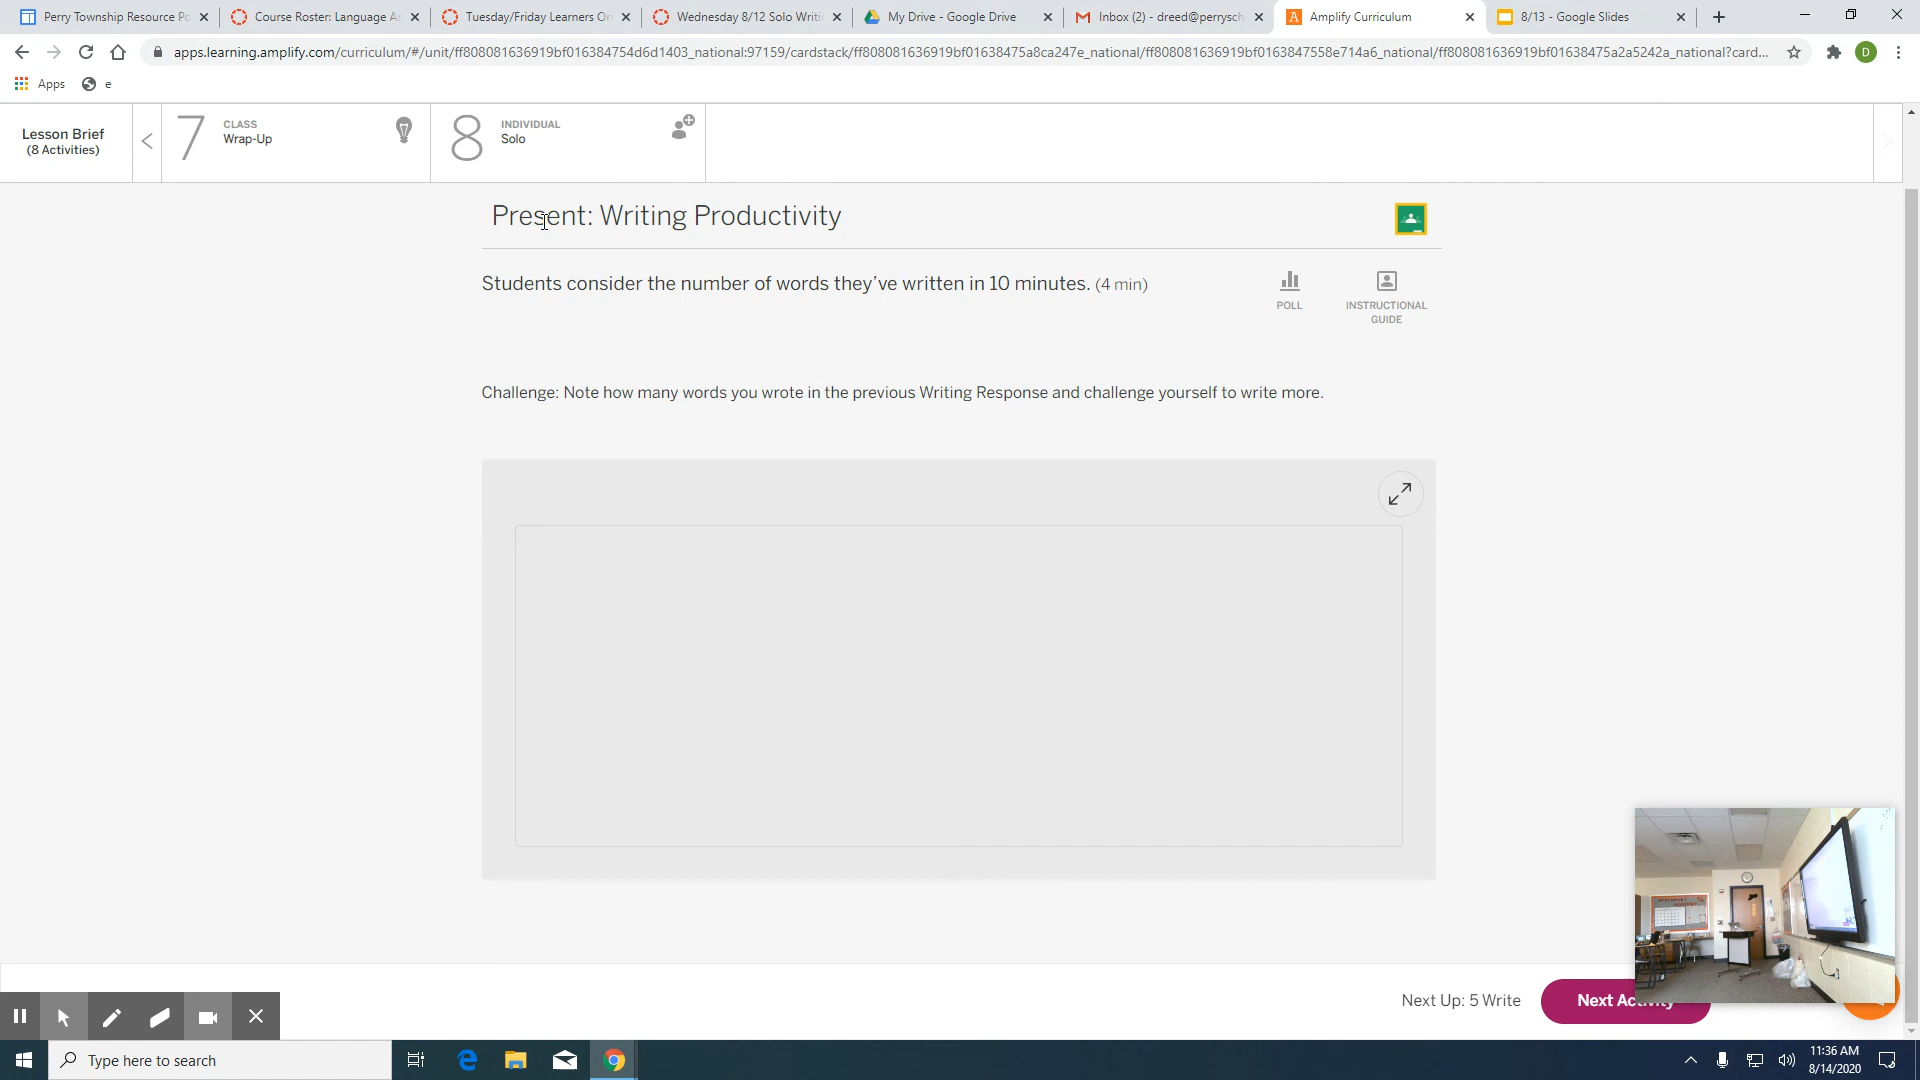 Perry Township Resource Po
Course Roster: Language Ar
Tuesday/Friday Learners On
Wednesday 8/12 Solo Writi
My Drive - Google Drive
Inbox (2) - dreed@perrysch
Amplify Curriculum
8/13 - Google Slides
apps.learning.amplify.com/curriculum/#/unit/ff808081636919bf016384754d6d1403_national:97159/cardstack/ff808081636919bf01638475a8ca247e_national/ff808081636919bf0163847558e714a6_national/ff808081636919bf01638475a2a5242a_national?card...
D
Apps
e
Lesson Brief
(8 Activities)
7
CLASS
Wrap-Up
8
INDIVIDUAL
Solo
Present: Writing Productivity
Students consider the number of words they've written in 10 minutes. (4 min)
POLL
INSTRUCTIONAL
GUIDE
Challenge: Note how many words you wrote in the previous Writing Response and challenge yourself to write more.
Next Up: 5 Write
Next Activity
Type here to search
11:36 AM
8/14/2020